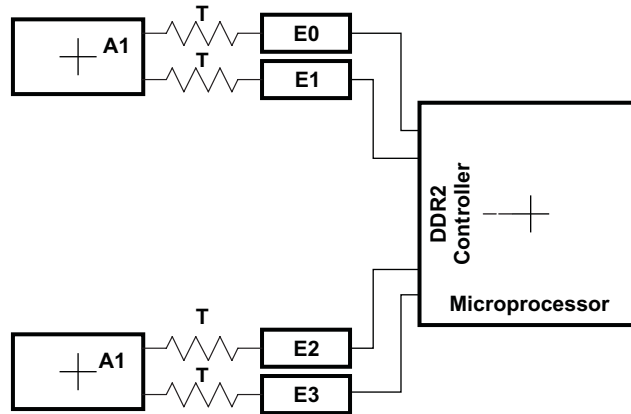 T
A1
E0
T
E1
DDR2
Controller
Microprocessor
T
A1
E2
T
E3